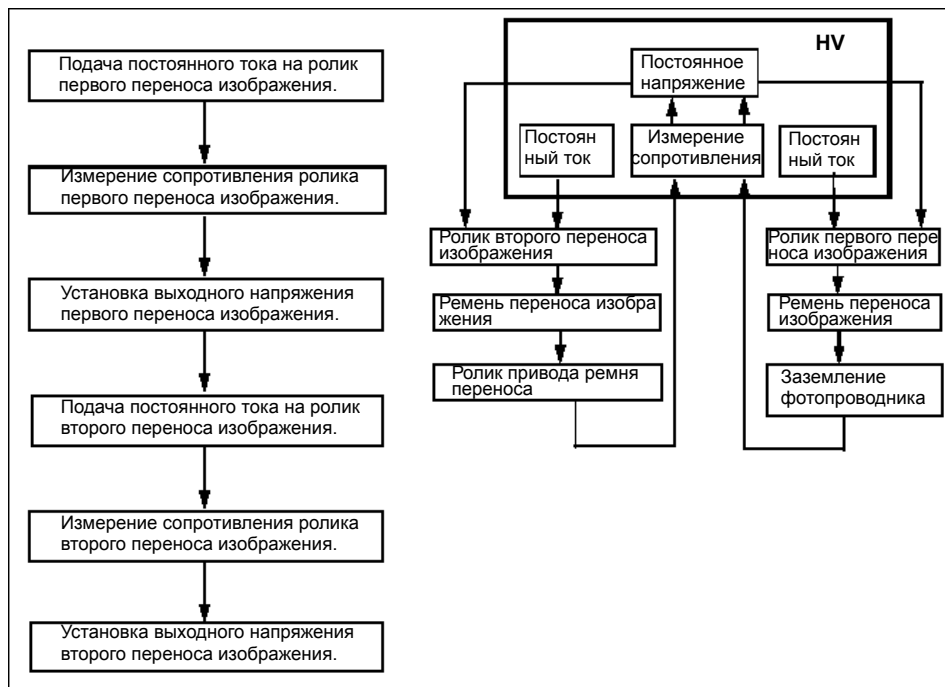 Подача постоянного тока на ролик
первого переноса изображения.
Измерение сопротивления ролика
первого переноса изображения.
Установка выходного напряжения
первого переноса изображения.
Подача постоянного тока на ролик
второго переноса изображения.
Измерение сопротивления ролика
второго переноса изображения.
Установка выходного напряжения
второго переноса изображения.
HV
Постоянное
напряжение
Постоян
ный ток
Измерение
сопротивления
Постоян
ный ток
Ролик второго переноса
изображения
Ролик первого пере
носа изображения
Ремень переноса изобра
жения
Ремень переноса
изображения
Ролик привода ремня
переноса
Заземление
фотопроводника